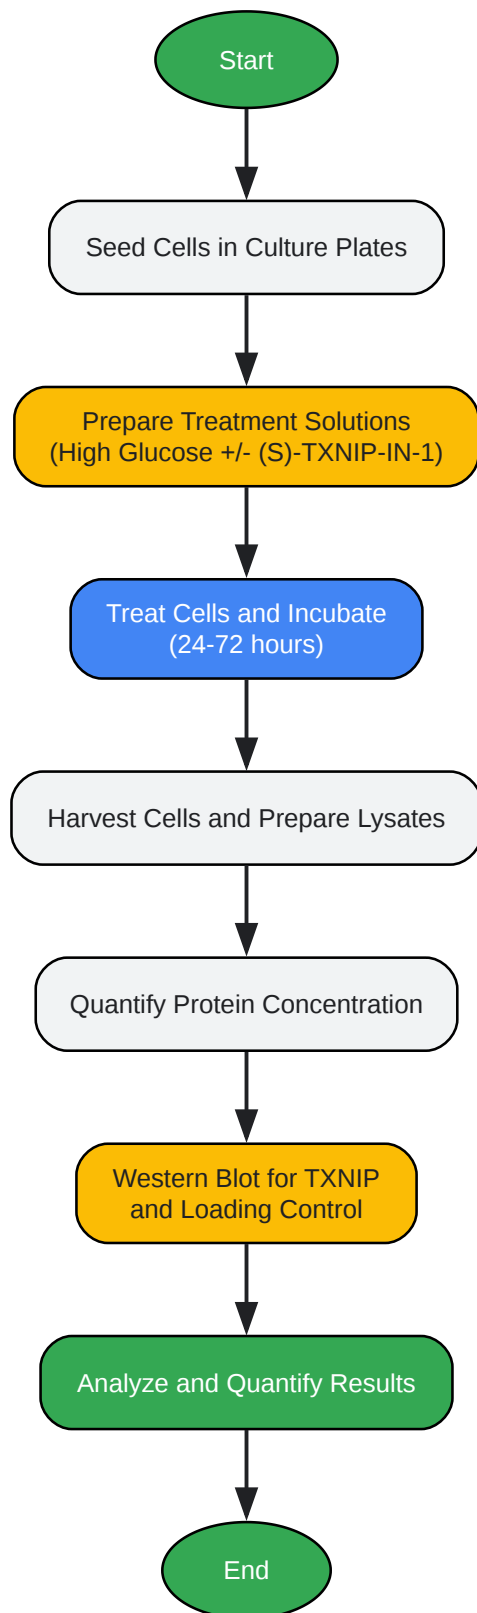 Start
Seed Cells in Culture Plates
Prepare Treatment Solutions
(High Glucose +/- (S)-TXNIP-IN-1)
Treat Cells and Incubate
(24-72 hours)
Harvest Cells and Prepare Lysates
Quantify Protein Concentration
Western Blot for TXNIP
and Loading Control
Analyze and Quantify Results
End